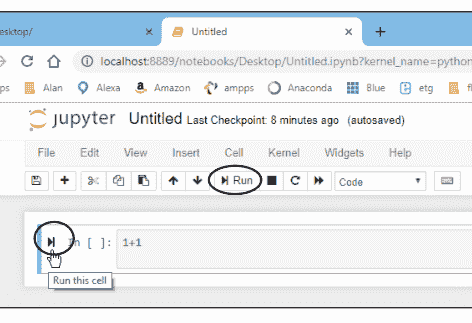 esktop/ × Untitled × +
localhost:8889/notebooks/Desktop/Untitled.ipynb?kernel_name=python
ps Alan Alexa Amazon ampps Anaconda Blue etg
jupyter Untitled Last Checkpoint: 8 minutes ago (autosaved)
File Edit View Insert Cell Kernel Widgets Help
Run Code
In [ ]: 1+1
Run this cell